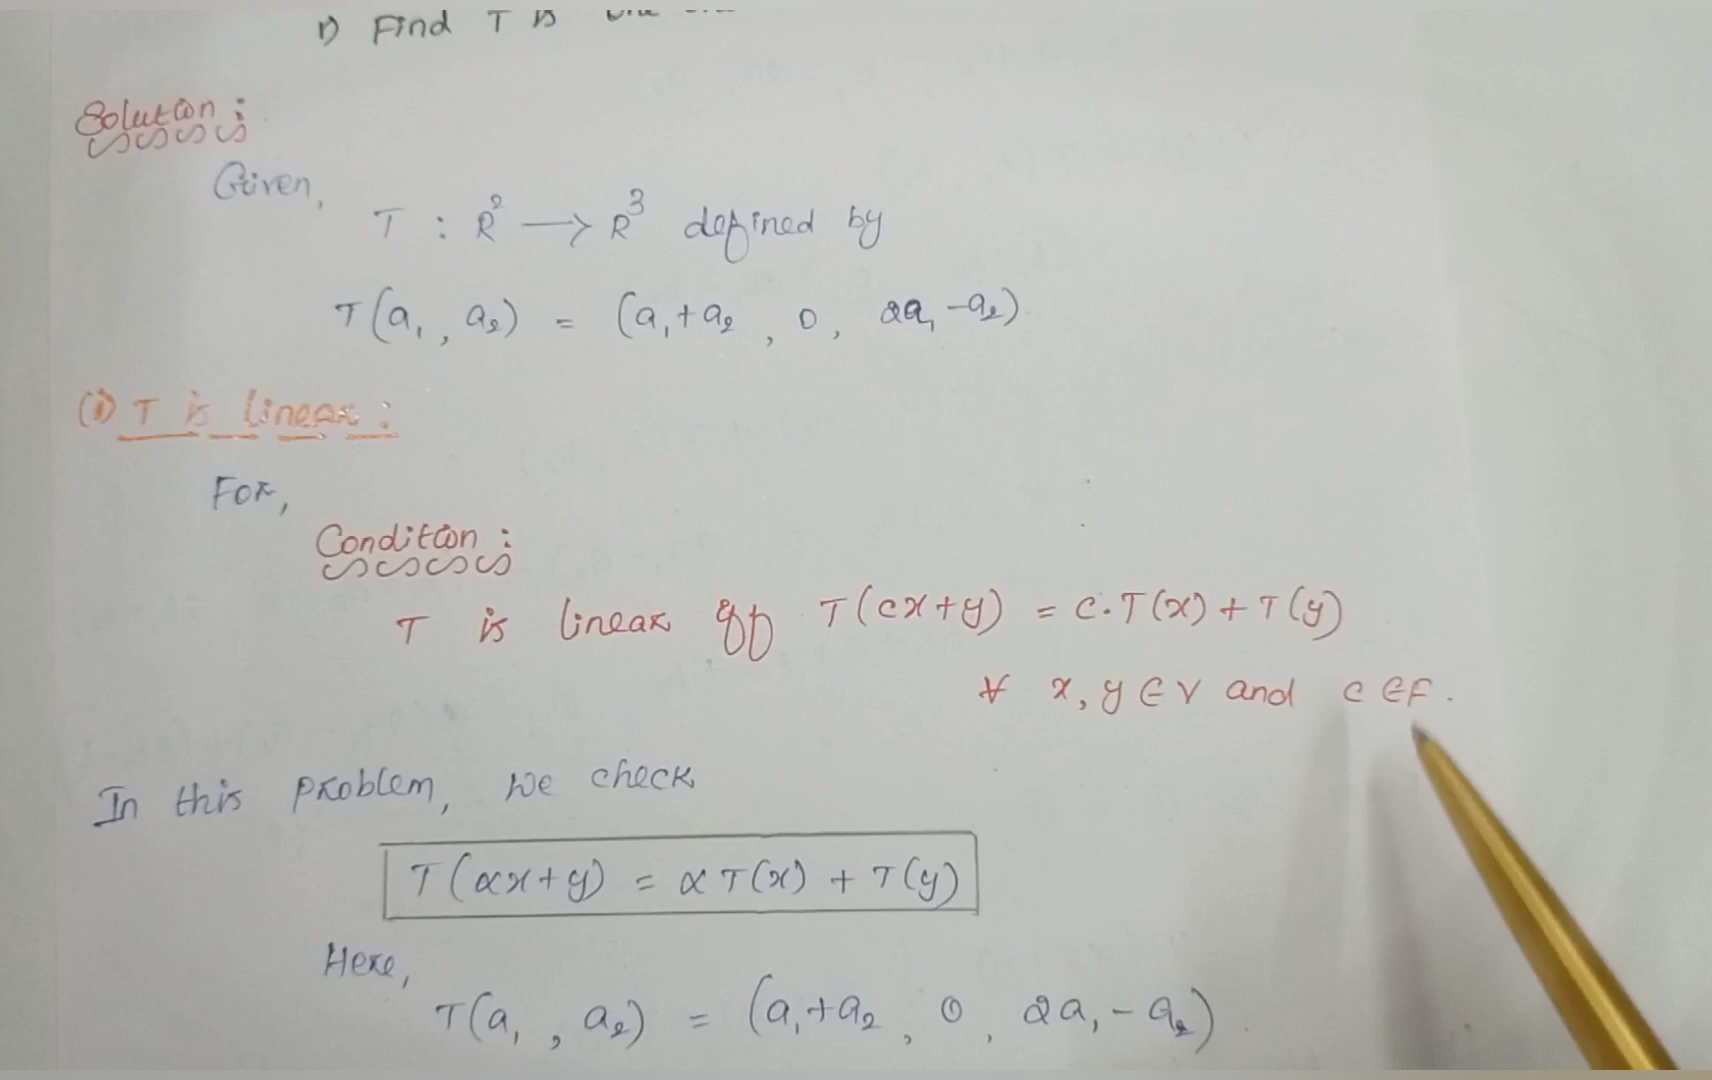 1) Find T is
Solution:
Given,
T : R² → R³ defined by
T(a₁, a₂) = (a₁+a₂, 0, 2a₁-a₂)
(i) T is linear:
For,
Condition:
T is linear iff T(cx+y) = c.T(x)+T(y)
∀ x, y ∈ V and c ∈ F.
In this problem, we check
T(αx+y) = αT(x) + T(y)
Here,
T(a₁, a₂) = (a₁+a₂, 0, 2a₁-a₂)